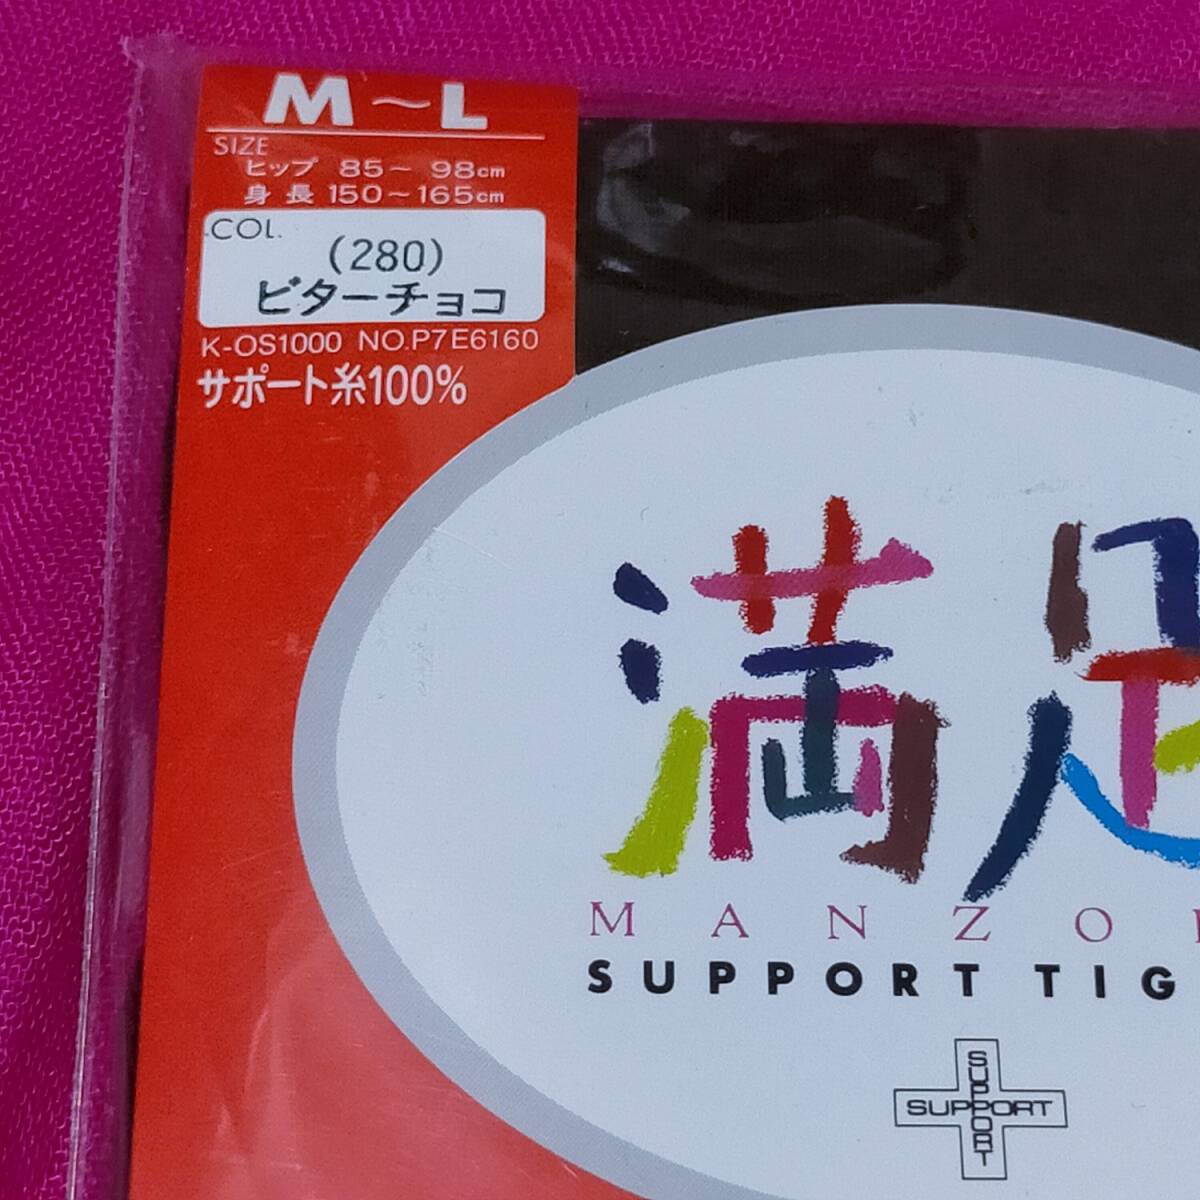 M～L
SIZE
ヒップ 85～98cm
身長 150～165cm
COL.
(280)
ビターチョコ
K-OS1000 NO.P7E6160
サポート糸100%
満足
MANZO
SUPPORT TIG
SUPPORT
SUPPORT